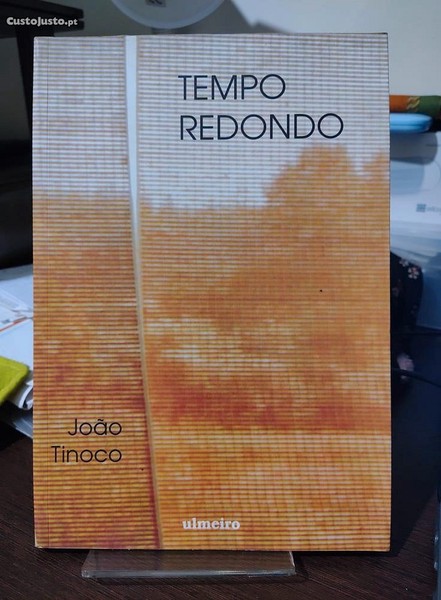 CustoJusto.pt
TEMPO
REDONDO
João
Tinoco
ulmeiro